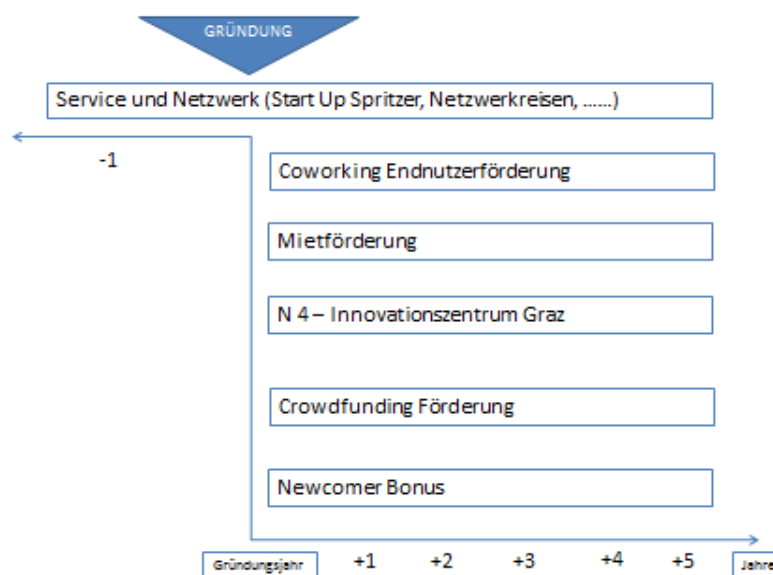 GRÜNDUNG
Service und Netzwerk (Start Up Spritzer, Netzwerkreisen, ......)
-1
Coworking Endnutzerförderung
Mietförderung
N 4 – Innovationszentrum Graz
Crowdfunding Förderung
Newcomer Bonus
Gründungsjahr +1 +2 +3 +4 +5 Jahre